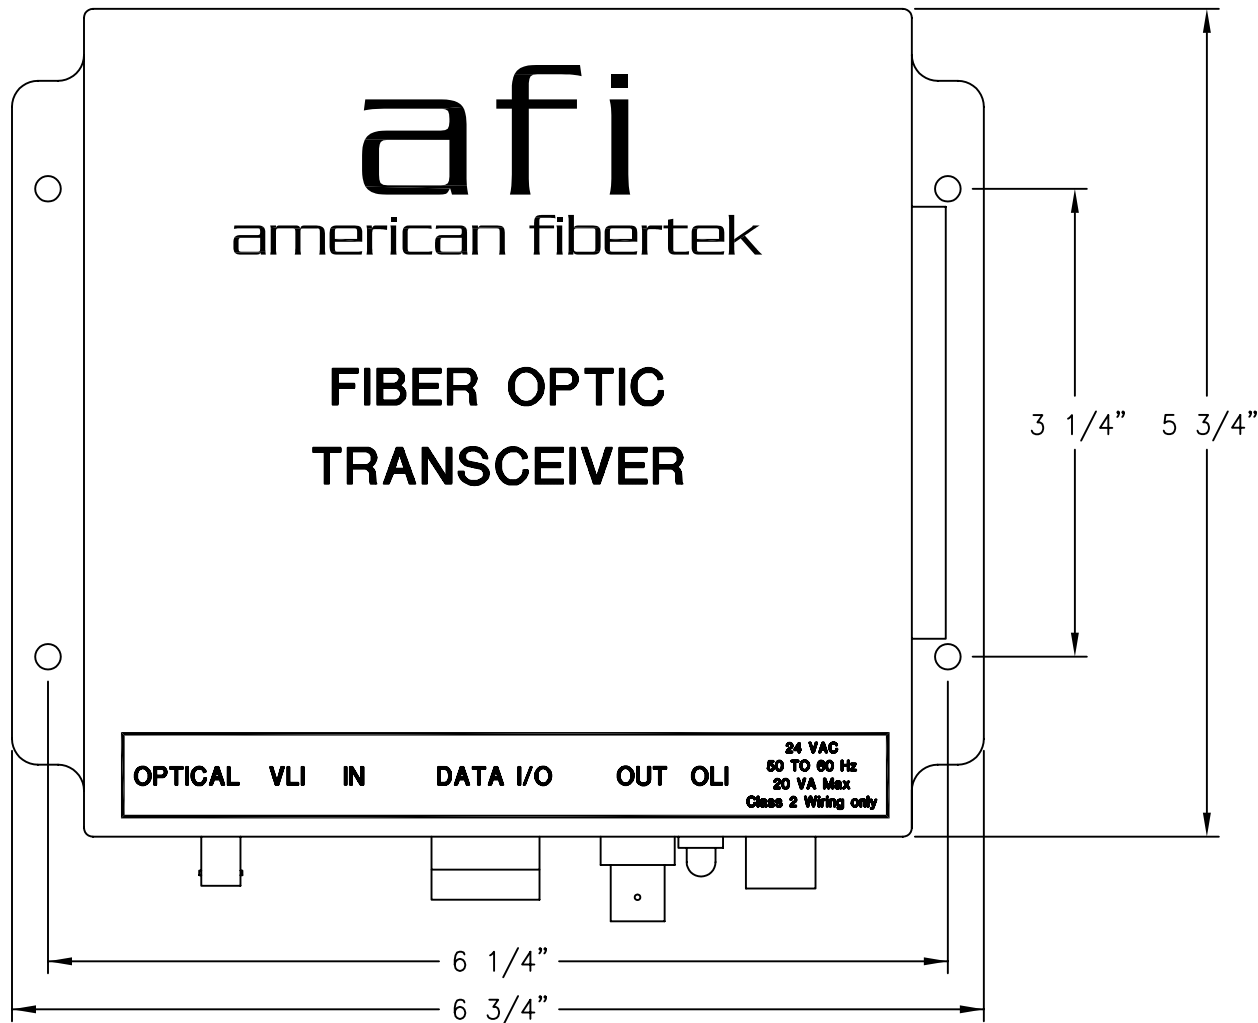 afi
american fibertek
FIBER OPTIC
TRANSCEIVER
3 1/4”
5 3/4”
OPTICAL VLI IN DATA I/O OUT OLI
24 VAC
50 TO 60 Hz
20 VA Max
Class 2 Wiring only
6 1/4”
6 3/4”